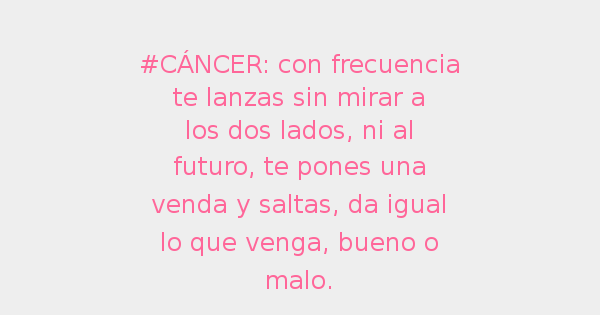 #CÁNCER: con frecuencia
te lanzas sin mirar a
los dos lados, ni al
futuro, te pones una
venda y saltas, da igual
lo que venga, bueno o
malo.